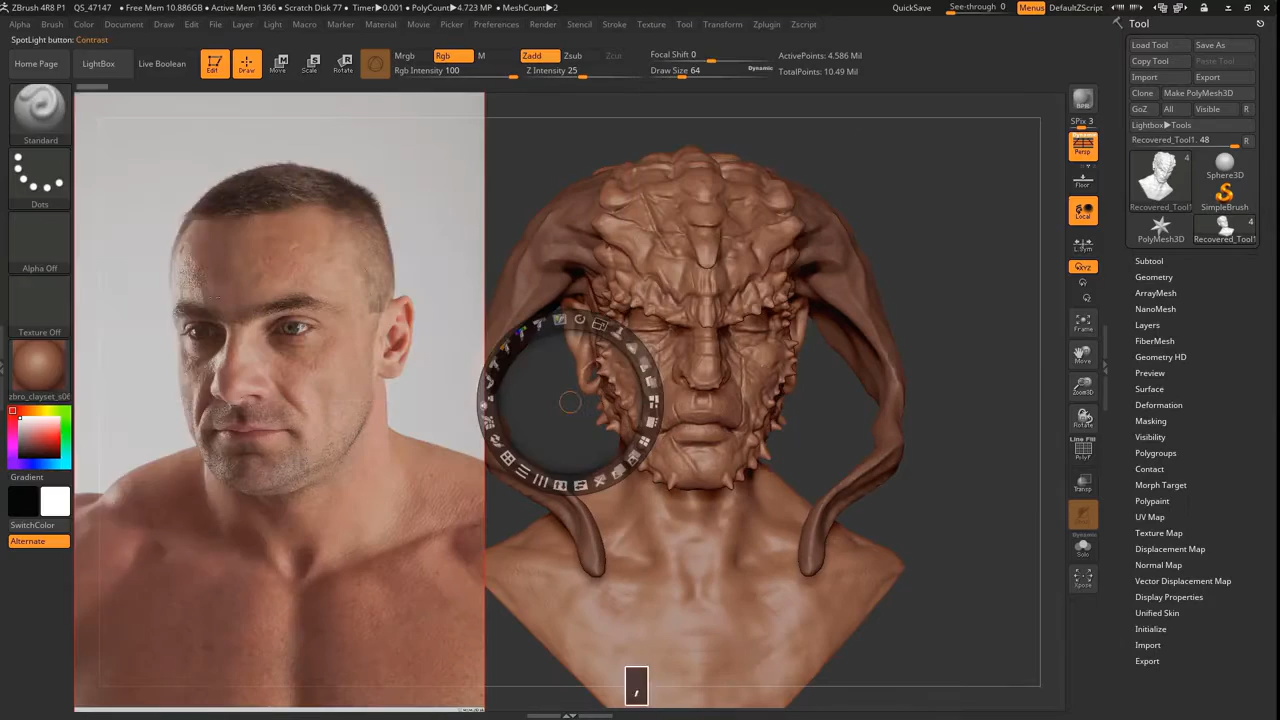 ZBrush 4R8 P1 QS_47147 • Free Mem 10.886GB • Active Mem 1366 • Scratch Disk 77 • Timer▶0.001 • PolyCount▶4.723 MP • MeshCount▶2 QuickSave See-through 0 Menus DefaultZScript
Alpha Brush Color Document Draw Edit File Layer Light Macro Marker Material Movie Picker Preferences Render Stencil Stroke Texture Tool Transform Zplugin Zscript
SpotLight button: Contrast
Home Page LightBox Live Boolean
Edit Draw Move Scale Rotate
Mrgb Rgb M
Rgb Intensity 100
Zadd Zsub Zcut
Z Intensity 25
Focal Shift 0
Draw Size 64 Dynamic
ActivePoints: 4.586 Mil
TotalPoints: 10.49 Mil
Standard
Dots
Alpha Off
Texture Off
zbro_clayset_s06
Gradient
SwitchColor
Alternate
,
BPR
SPix 3
Dynamic
Persp
Floor
Local
L.Sym
XYZ
Frame
Move
Zoom3D
Rotate
Line Fill
PolyF
Transp
Dynamic
Solo
Xpose
Tool
Load Tool Save As
Copy Tool Paste Tool
Import Export
Clone Make PolyMesh3D
GoZ All Visible R
Lightbox▶Tools
Recovered_Tool1. 48 R
4
Recovered_Tool1
Sphere3D
SimpleBrush
PolyMesh3D
4
Recovered_Tool1
Subtool
Geometry
ArrayMesh
NanoMesh
Layers
FiberMesh
Geometry HD
Preview
Surface
Deformation
Masking
Visibility
Polygroups
Contact
Morph Target
Polypaint
UV Map
Texture Map
Displacement Map
Normal Map
Vector Displacement Map
Display Properties
Unified Skin
Initialize
Import
Export